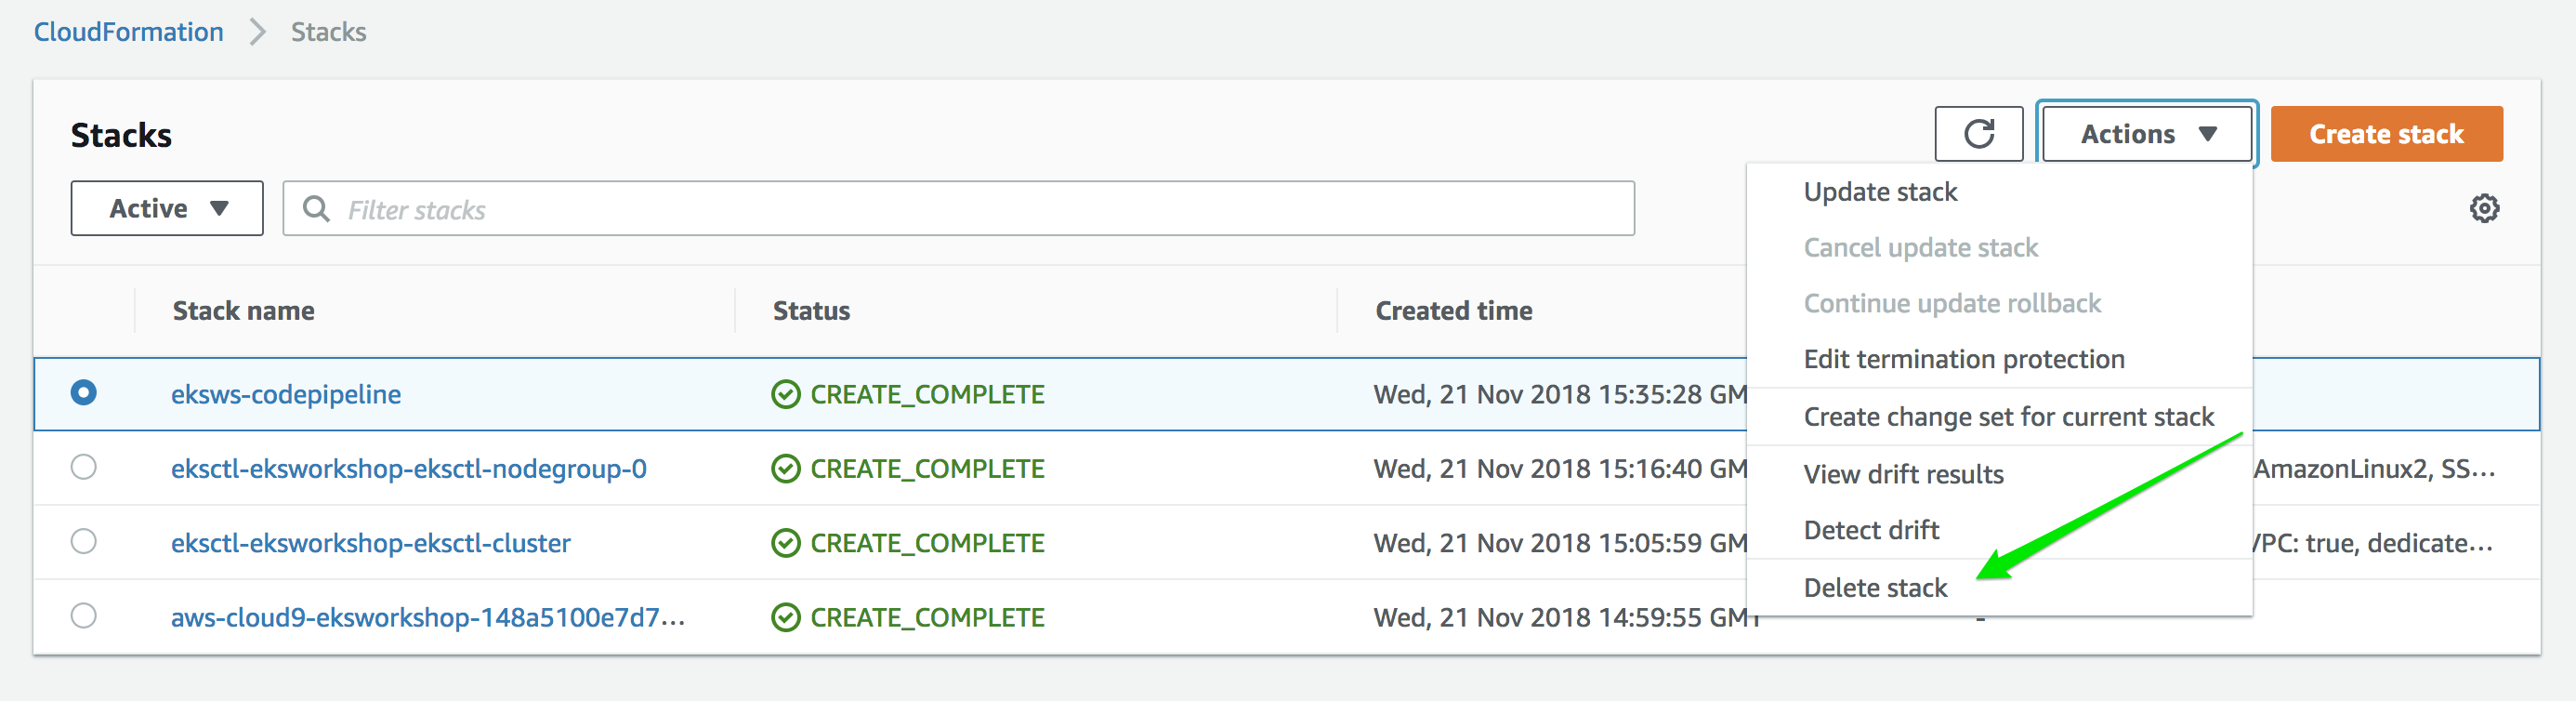 CloudFormation > Stacks
Stacks
Actions
Create stack
Active
Filter stacks
Update stack
Cancel update stack
Continue update rollback
Edit termination protection
Create change set for current stack
View drift results
Detect drift
Delete stack
Stack name Status Created time
eksws-codepipeline CREATE_COMPLETE Wed, 21 Nov 2018 15:35:28 GM
eksctl-eksworkshop-eksctl-nodegroup-0 CREATE_COMPLETE Wed, 21 Nov 2018 15:16:40 GM AmazonLinux2, SS...
eksctl-eksworkshop-eksctl-cluster CREATE_COMPLETE Wed, 21 Nov 2018 15:05:59 GM VPC: true, dedicate...
aws-cloud9-eksworkshop-148a5100e7d7... CREATE_COMPLETE Wed, 21 Nov 2018 14:59:55 GMT -